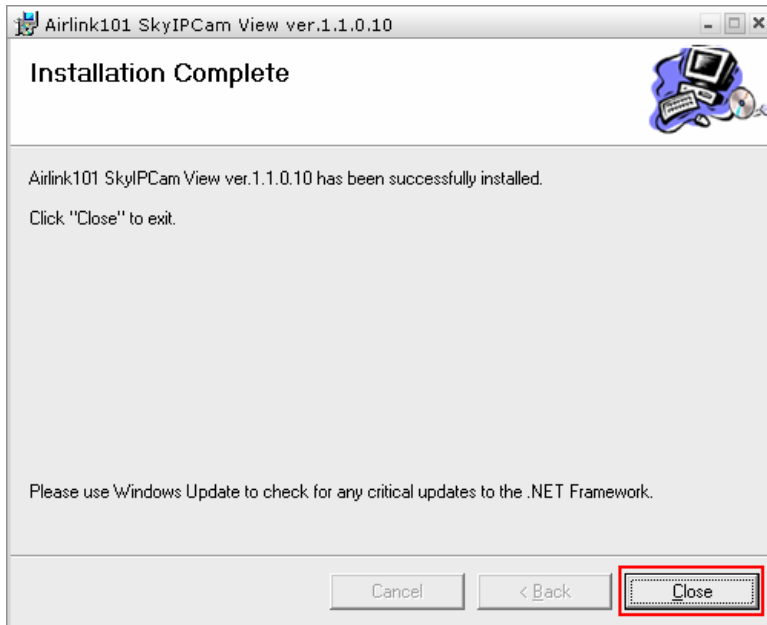 Airlink101 SkyIPCam View ver.1.1.0.10
Installation Complete
Airlink101 SkyIPCam View ver.1.1.0.10 has been successfully installed.
Click "Close" to exit.
Please use Windows Update to check for any critical updates to the .NET Framework.
Cancel
< Back
Close